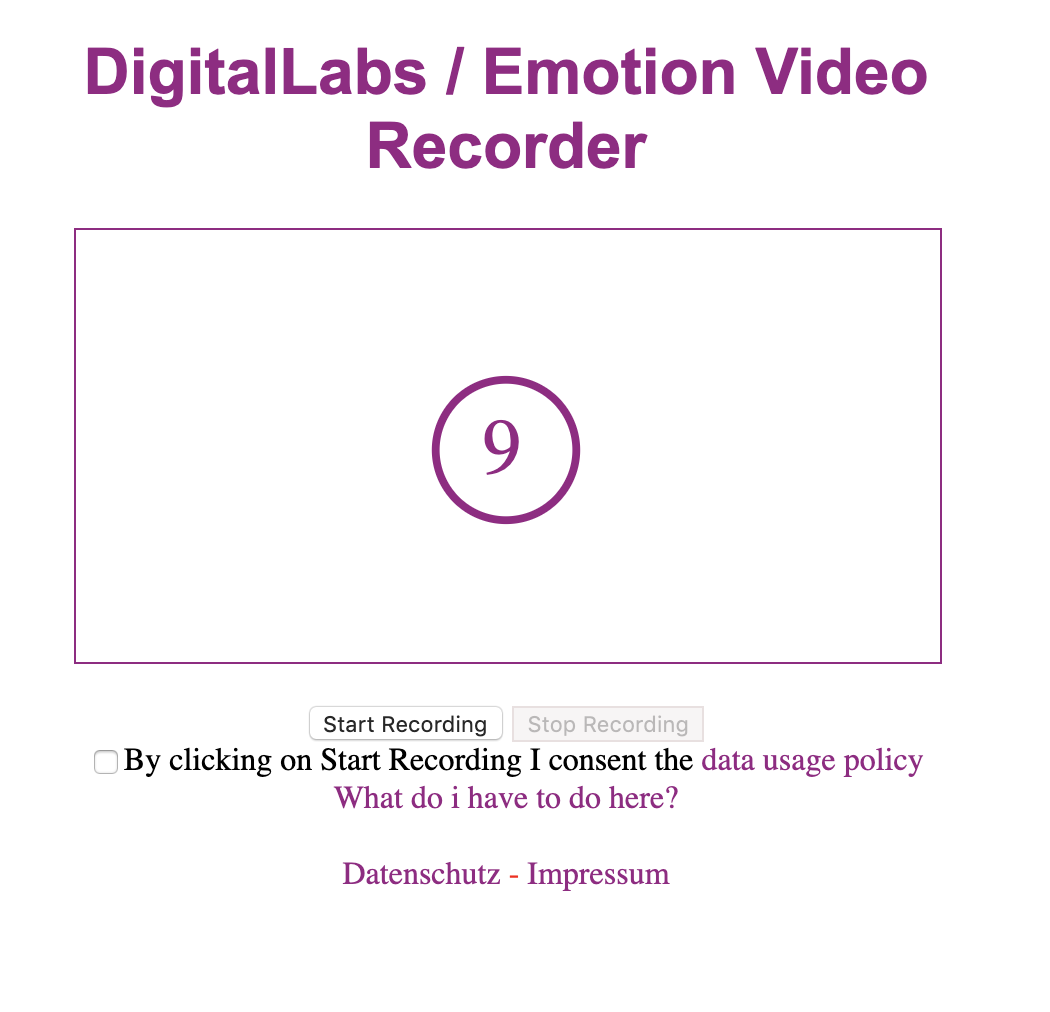 DigitalLabs / Emotion Video
Recorder
9
Start Recording Stop Recording
By clicking on Start Recording I consent the data usage policy
What do i have to do here?
Datenschutz - Impressum